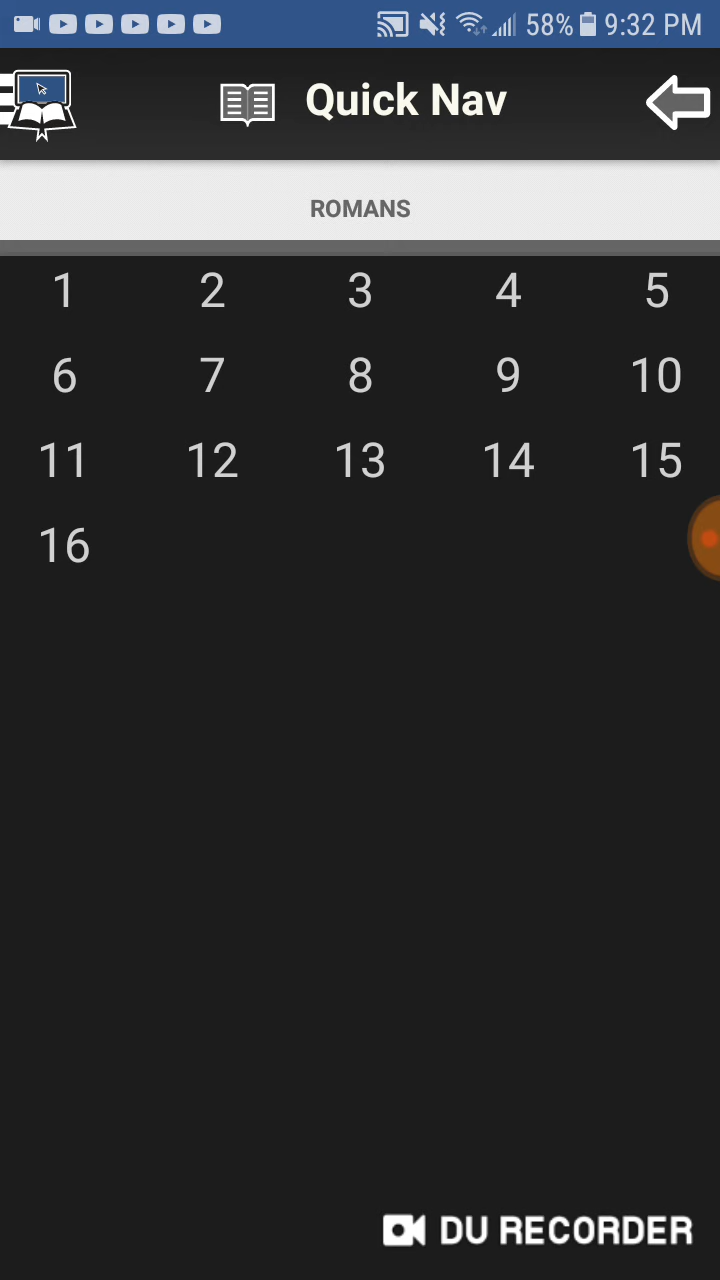 58% 9:32 PM
Quick Nav
ROMANS
1 2 3 4 5
6 7 8 9 10
11 12 13 14 15
16
DU RECORDER